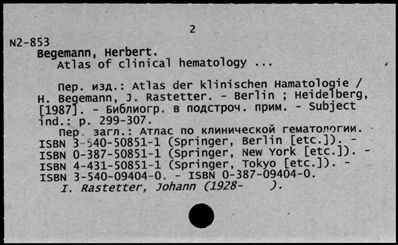 2
N2-853
Begemann, Herbert.
Atlas of clinical hematology ...
Пер. изд.: Atlas der klinischen Hamatologie /
H. Begemann, J. Rastetter. - Berlin ; Heidelberg,
[1987]. - Библиогр. в подстроч. прим. - Subject
ind.: p. 299-307.
Пер. загл.: Атлас по клинической гематологии.
ISBN 3-540-50851-1 (Springer, Berlin [etc.]). -
ISBN 0-387-50851-1 (Springer, New York [etc.]). -
ISBN 4-431-50851-1 (Springer, Tokyo [etc.]). -
ISBN 3-540-09404-0. - ISBN 0-387-09404-0.
I. Rastetter, Johann (1928- ).